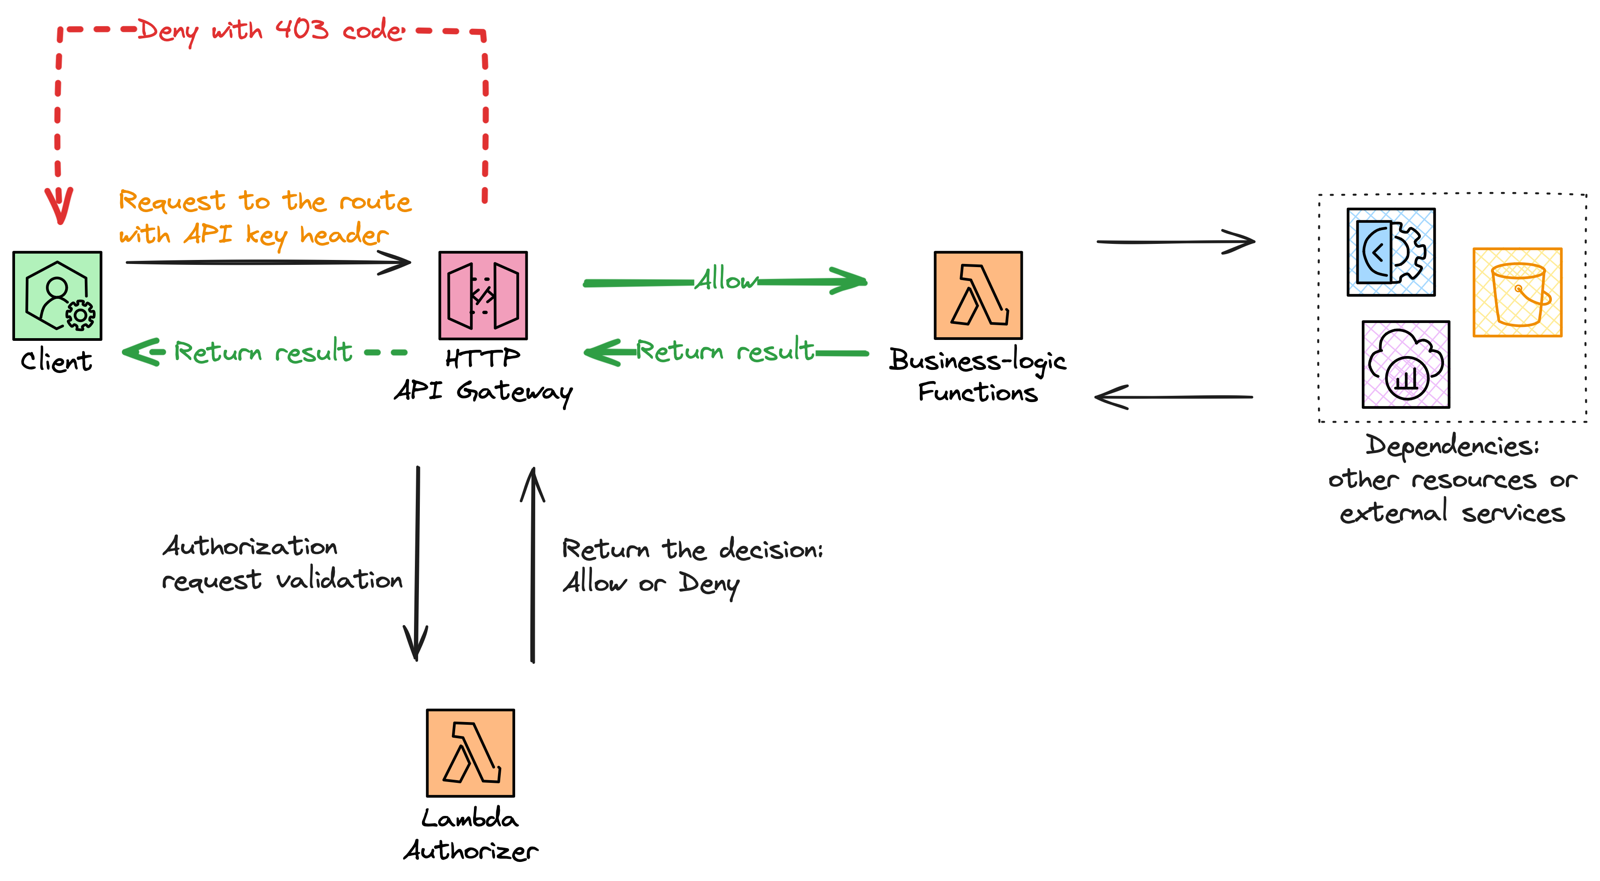 Deny with 403 code
Request to the route
with API key header
Allow
Return result
Return result
Client
HTTP
API Gateway
Business-logic
Functions
Dependencies:
other resources or
external services
Authorization
request validation
Return the decision:
Allow or Deny
Lambda
Authorizer